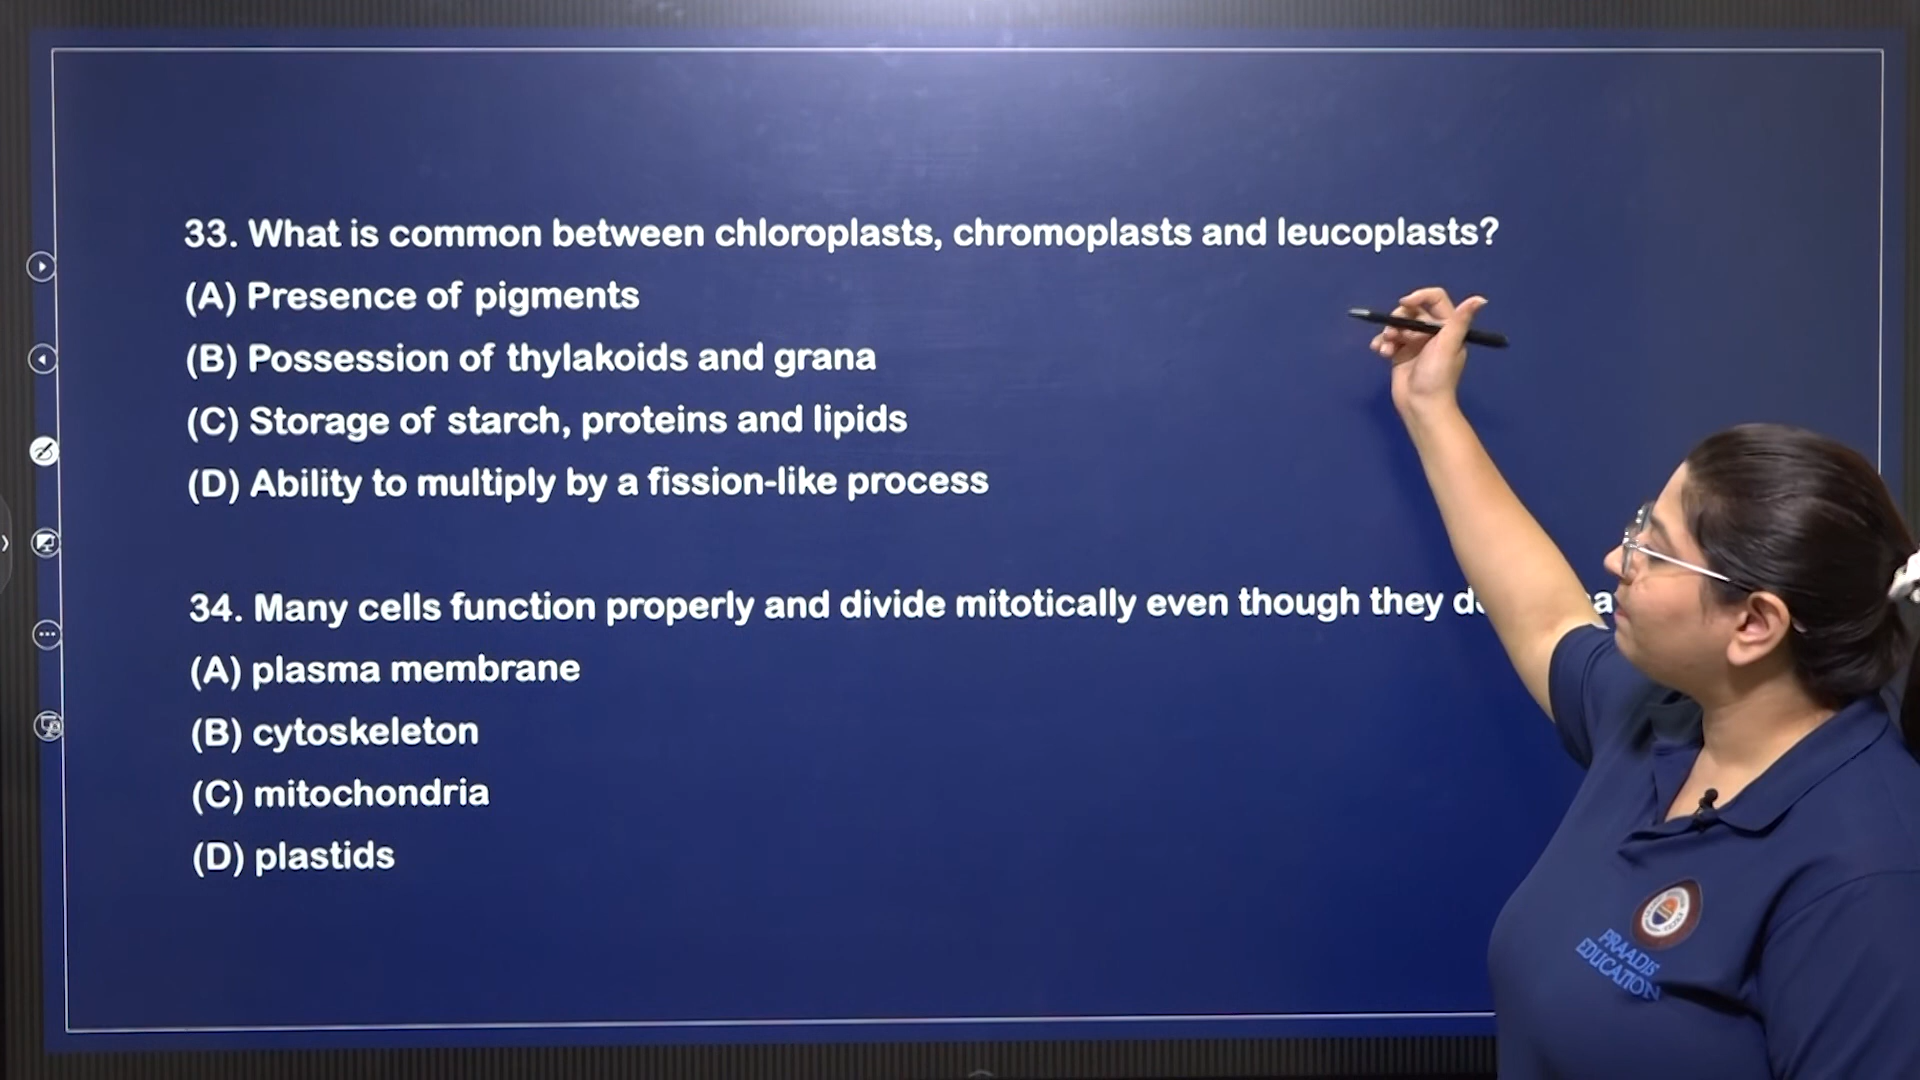 33. What is common between chloroplasts, chromoplasts and leucoplasts?
(A) Presence of pigments
(B) Possession of thylakoids and grana
(C) Storage of starch, proteins and lipids
(D) Ability to multiply by a fission-like process
34. Many cells function properly and divide mitotically even though they
(A) plasma membrane
(B) cytoskeleton
(C) mitochondria
(D) plastids
PRAADIS
EDUCATION